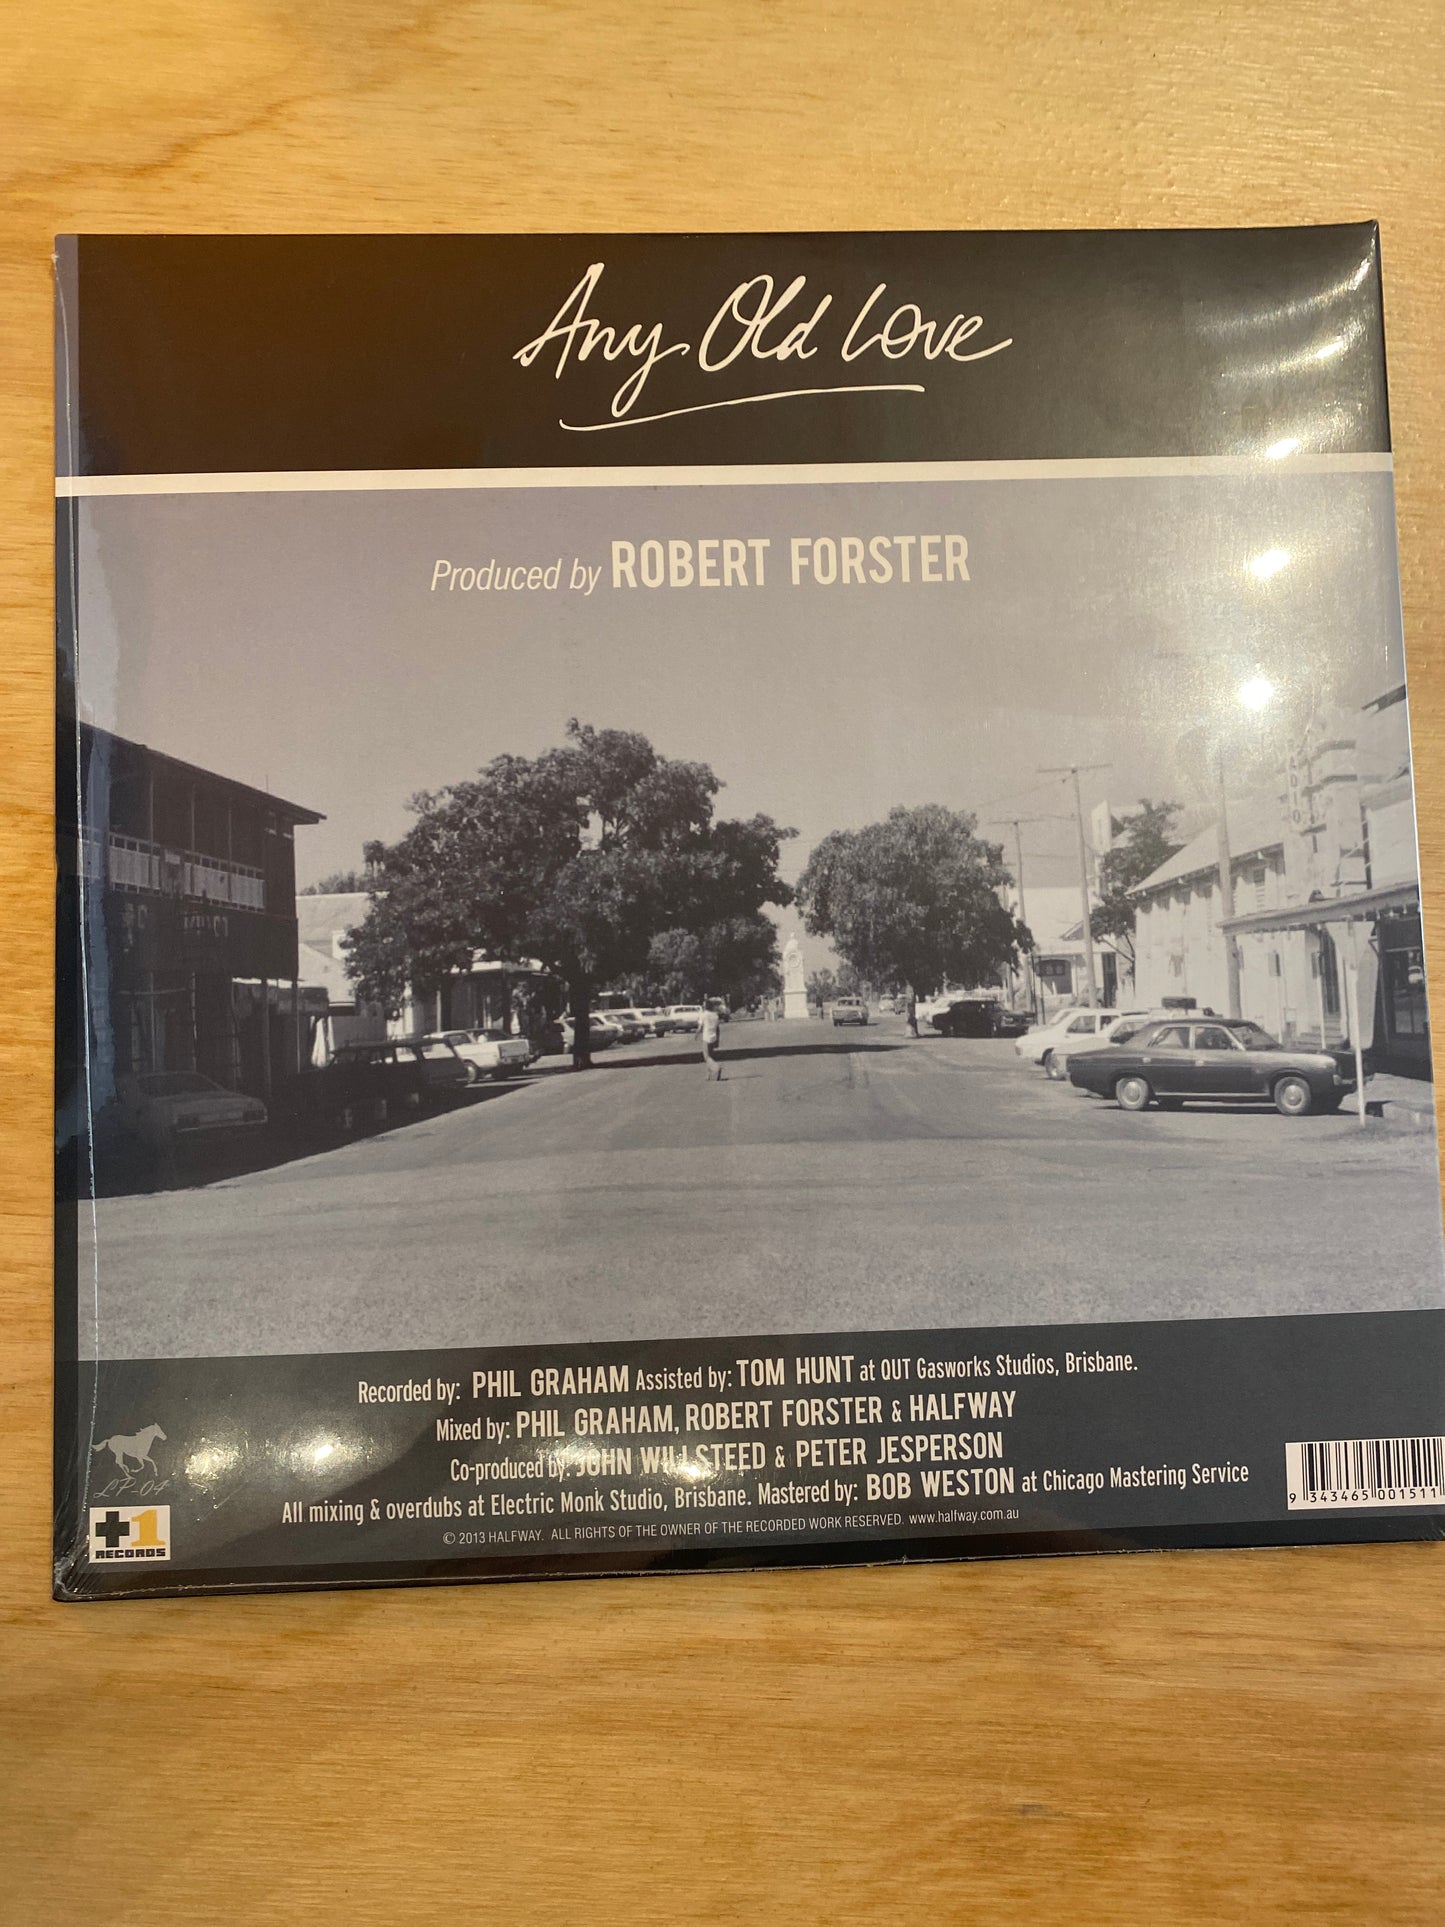 Any Old Love
Produced by ROBERT FORSTER
RADIO
Recorded by: PHIL GRAHAM Assisted by: TOM HUNT at QUT Gasworks Studios, Brisbane.
Mixed by: PHIL GRAHAM, ROBERT FORSTER & HALFWAY
Co-produced by: JOHN WILLSTEED & PETER JESPERSON
All mixing & overdubs at Electric Monk Studio, Brisbane. Mastered by: BOB WESTON at Chicago Mastering Service
© 2013 HALFWAY. ALL RIGHTS OF THE OWNER OF THE RECORDED WORK RESERVED. www.halfway.com.au
LP-04
+1
RECORDS
9 343465 001511